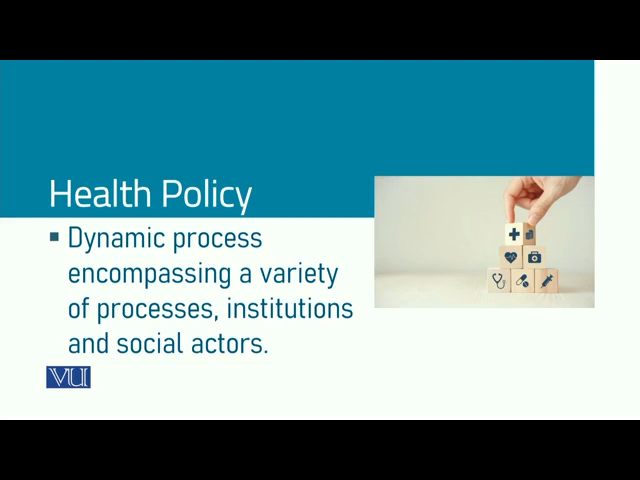 Health Policy
Dynamic process
encompassing a variety
of processes, institutions
and social actors.
VU